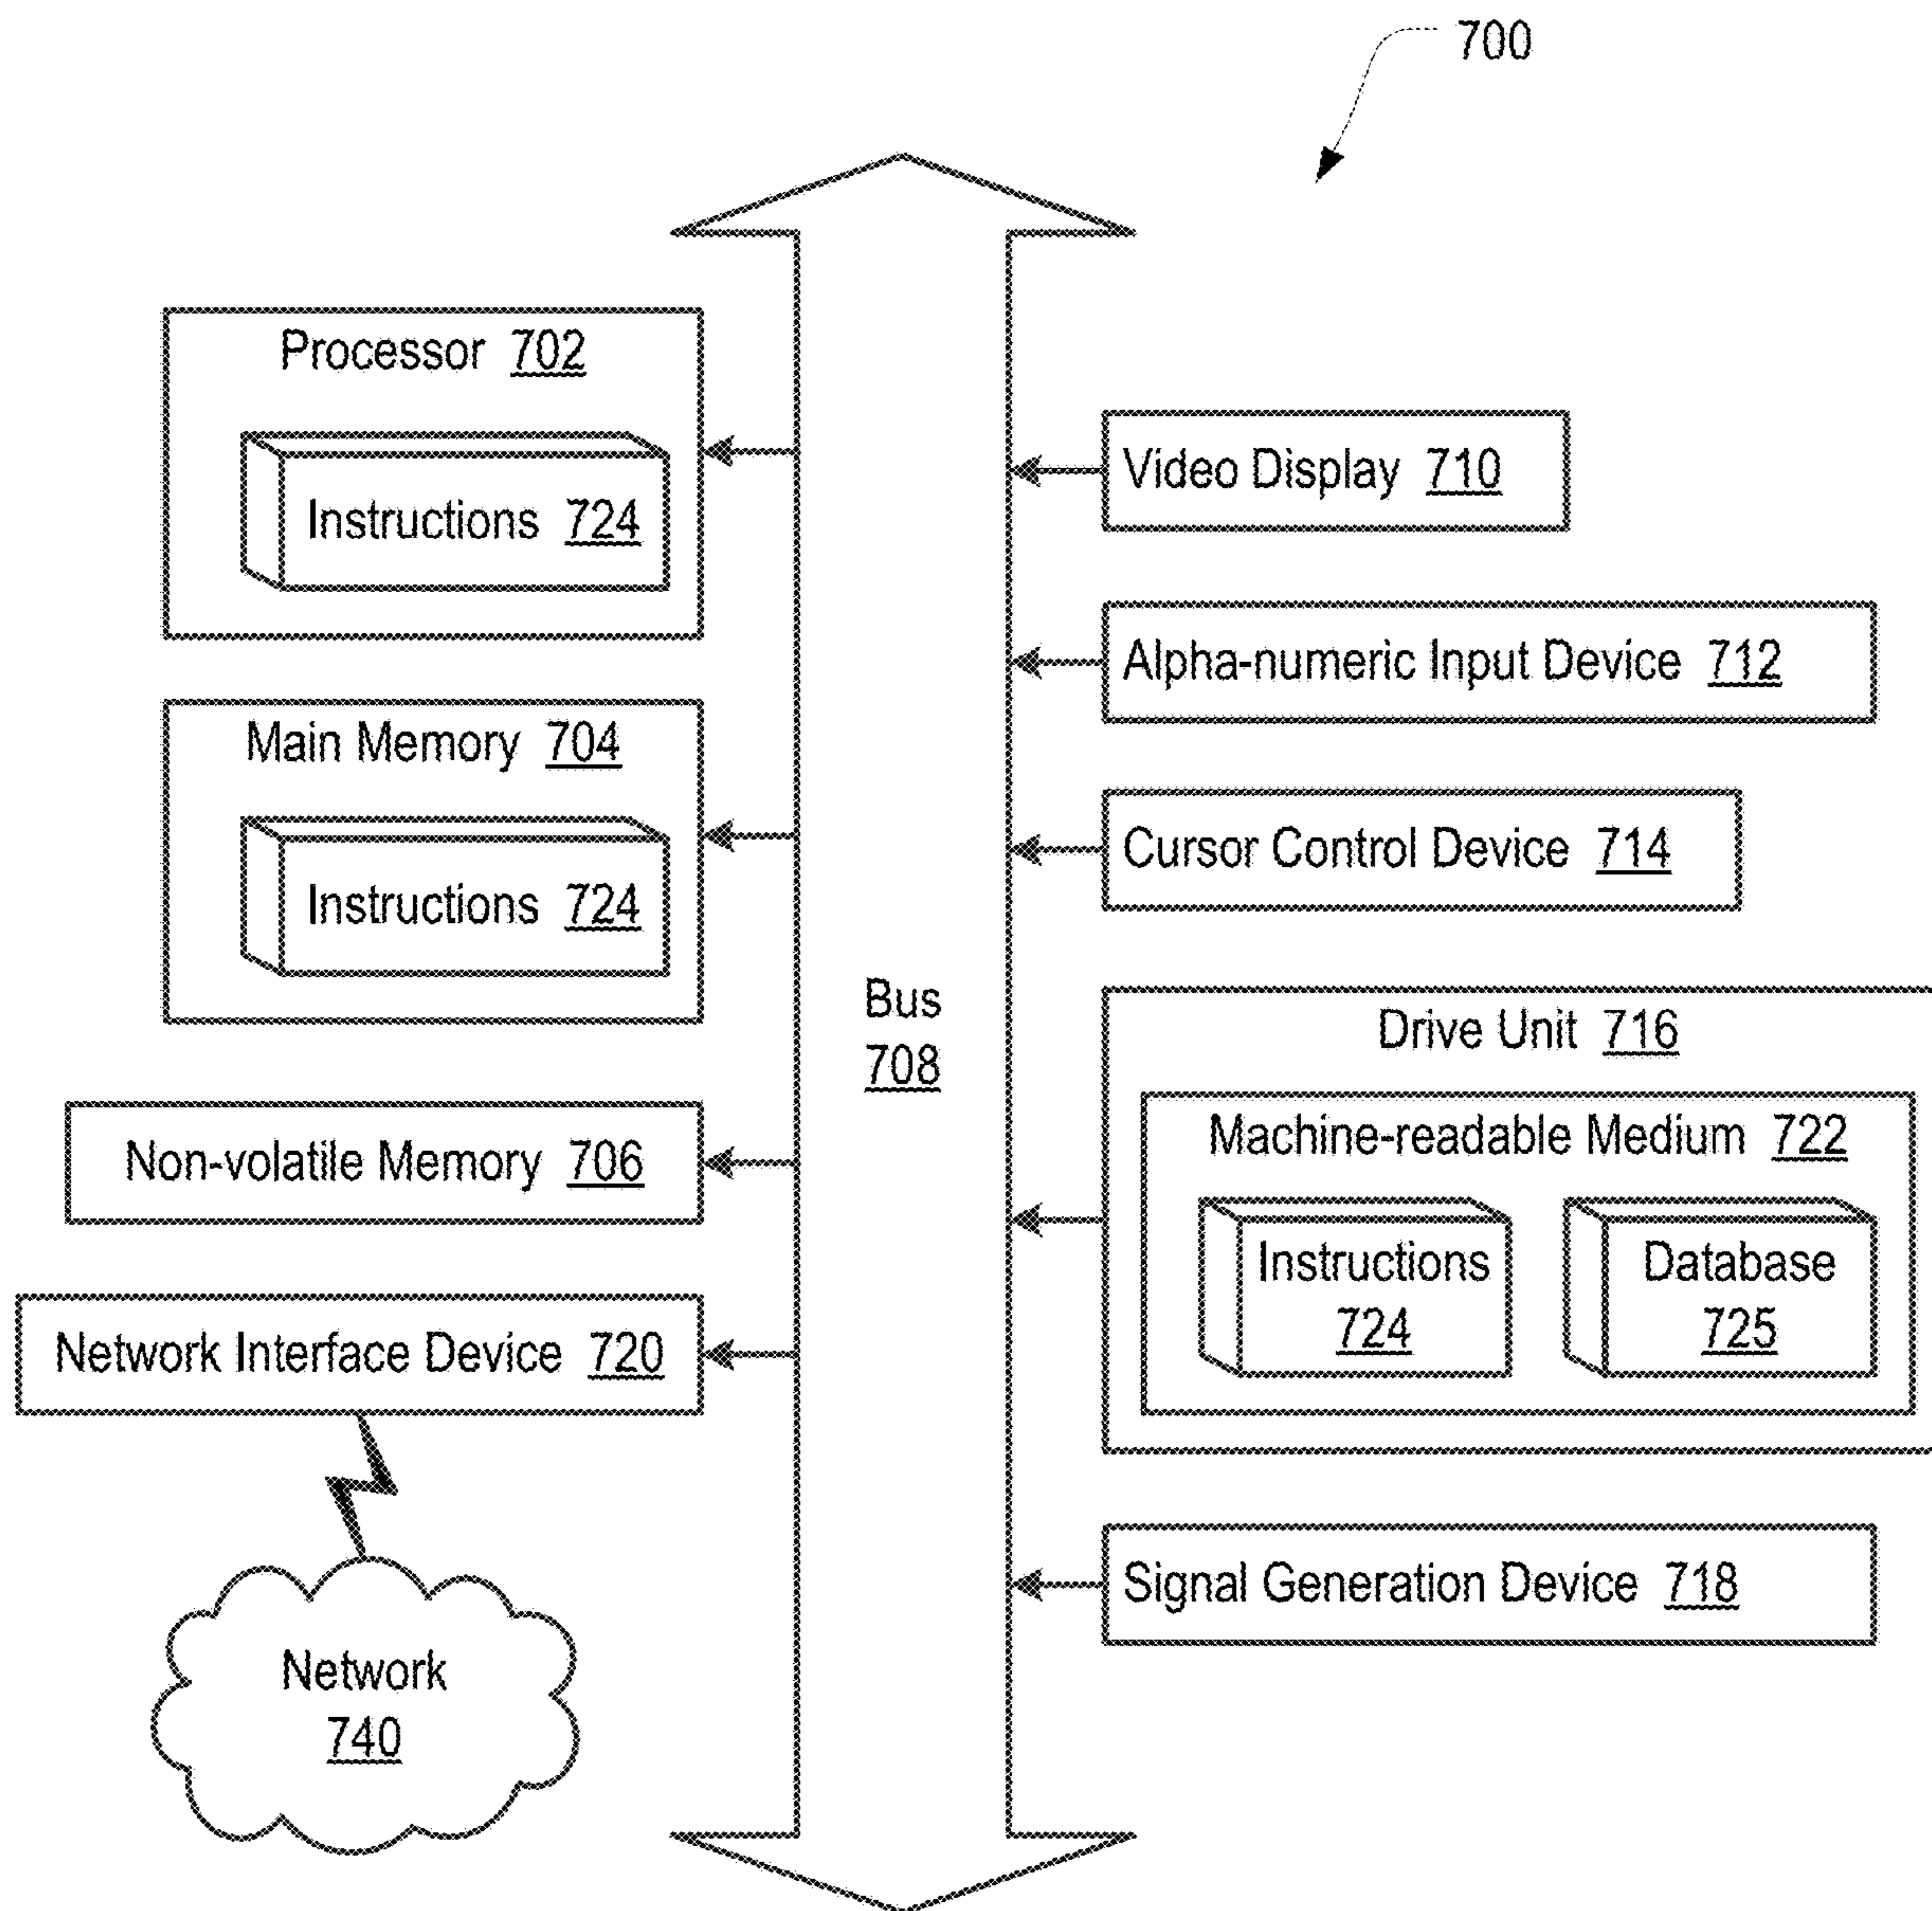 700
Processor 702
Instructions 724
Main Memory 704
Instructions 724
Non-volatile Memory 706
Network Interface Device 720
Network
740
Bus
708
Video Display 710
Alpha-numeric Input Device 712
Cursor Control Device 714
Drive Unit 716
Machine-readable Medium 722
Instructions
724
Database
725
Signal Generation Device 718